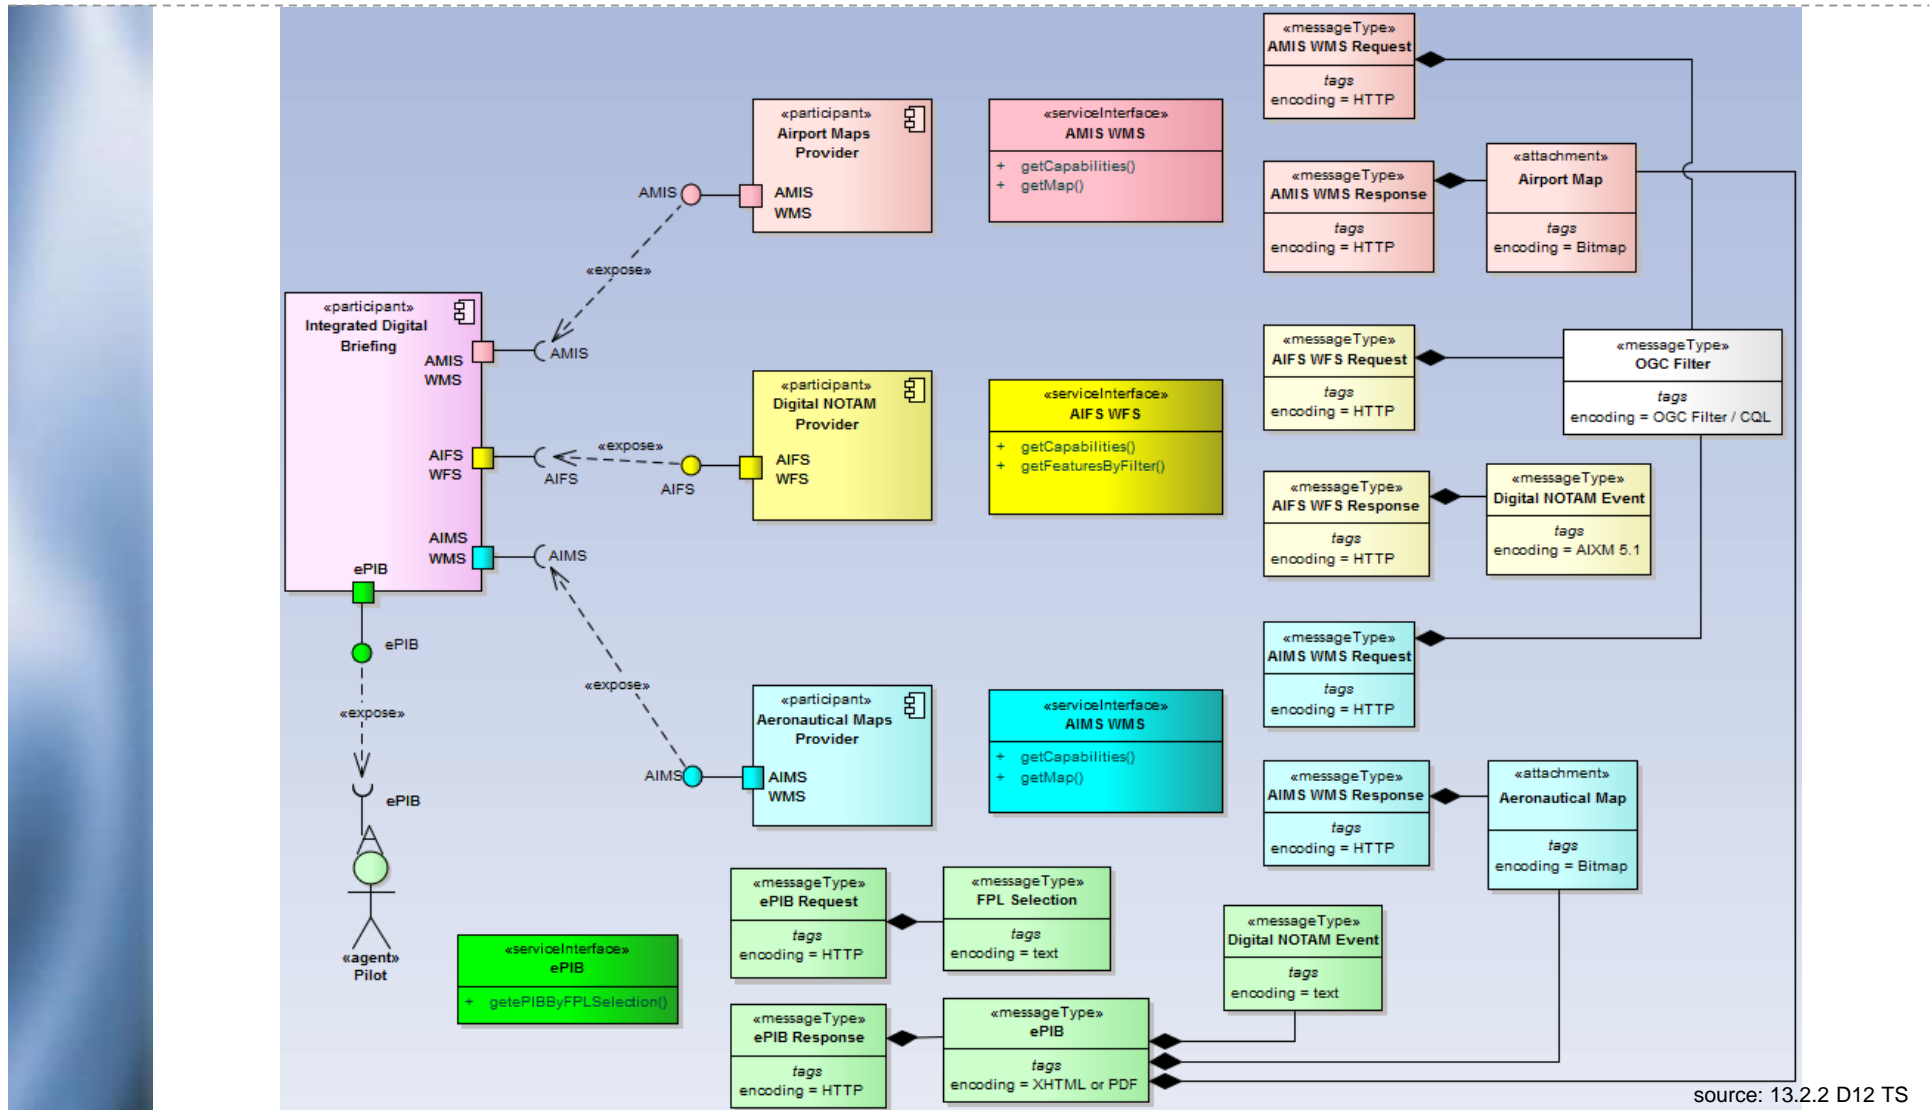 «messageType»
AMIS WMS Request
tags
encoding = HTTP
«participant»
Airport Maps
Provider
AMIS
AMIS
WMS
«serviceInterface»
AMIS WMS
+ getCapabilities()
+ getMap()
«messageType»
AMIS WMS Response
tags
encoding = HTTP
«attachment»
Airport Map
tags
encoding = Bitmap
«expose»
«participant»
Integrated Digital
Briefing
AMIS
WMS
AMIS
AIFS
WFS
AIFS
AIMS
WMS
AIMS
ePIB
«expose»
«participant»
Digital NOTAM
Provider
AIFS
AIFS
WFS
«serviceInterface»
AIFS WFS
+ getCapabilities()
+ getFeaturesByFilter()
«messageType»
AIFS WFS Request
tags
encoding = HTTP
«messageType»
OGC Filter
tags
encoding = OGC Filter / CQL
«messageType»
AIFS WFS Response
tags
encoding = HTTP
«messageType»
Digital NOTAM Event
tags
encoding = AIXM 5.1
ePIB
«expose»
ePIB
«agent»
Pilot
«expose»
«participant»
Aeronautical Maps
Provider
AIMS
AIMS
WMS
«serviceInterface»
AIMS WMS
+ getCapabilities()
+ getMap()
«messageType»
AIMS WMS Request
tags
encoding = HTTP
«messageType»
AIMS WMS Response
tags
encoding = HTTP
«attachment»
Aeronautical Map
tags
encoding = Bitmap
«serviceInterface»
ePIB
+ getePIBByFPLSelection()
«messageType»
ePIB Request
tags
encoding = HTTP
«messageType»
FPL Selection
tags
encoding = text
«messageType»
Digital NOTAM Event
tags
encoding = text
«messageType»
ePIB Response
tags
encoding = HTTP
«messageType»
ePIB
tags
encoding = XHTML or PDF
source: 13.2.2 D12 TS